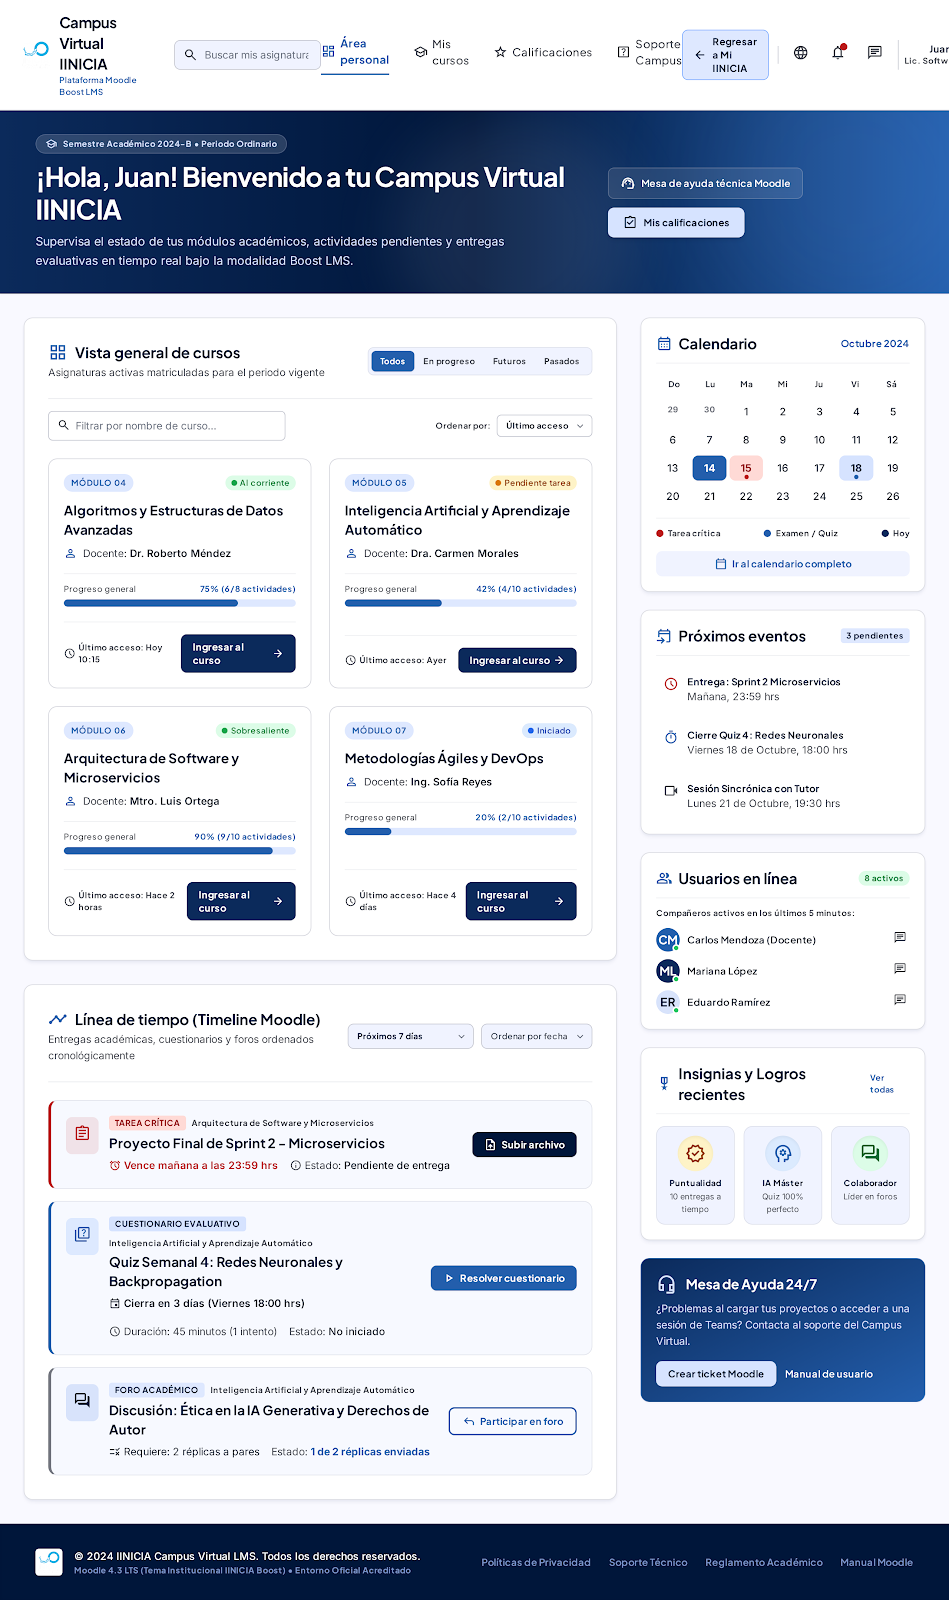 Campus
Virtual
IINICIA
Plataforma Moodle
Boost LMS
Buscar mis asignatura
Área
personal
Mis
cursos
Calificaciones
Soporte
Campus
Regresar
a Mi
IINICIA
Juan
Lic. Softw
Semestre Académico 2024-B • Periodo Ordinario
¡Hola, Juan! Bienvenido a tu Campus Virtual
IINICIA
Supervisa el estado de tus módulos académicos, actividades pendientes y entregas
evaluativas en tiempo real bajo la modalidad Boost LMS.
Mesa de ayuda técnica Moodle
Mis calificaciones
Vista general de cursos
Asignaturas activas matriculadas para el periodo vigente
Todos
En progreso
Futuros
Pasados
Filtrar por nombre de curso...
Ordenar por:
Último acceso
MÓDULO 04
Al corriente
Algoritmos y Estructuras de Datos
Avanzadas
Docente: Dr. Roberto Méndez
Progreso general
75% (6/8 actividades)
Último acceso: Hoy
10:15
Ingresar al
curso
MÓDULO 05
Pendiente tarea
Inteligencia Artificial y Aprendizaje
Automático
Docente: Dra. Carmen Morales
Progreso general
42% (4/10 actividades)
Último acceso: Ayer
Ingresar al curso
MÓDULO 06
Sobresaliente
Arquitectura de Software y
Microservicios
Docente: Mtro. Luis Ortega
Progreso general
90% (9/10 actividades)
Último acceso: Hace 2
horas
Ingresar al
curso
MÓDULO 07
Iniciado
Metodologías Ágiles y DevOps
Docente: Ing. Sofía Reyes
Progreso general
20% (2/10 actividades)
Último acceso: Hace 4
días
Ingresar al
curso
Línea de tiempo (Timeline Moodle)
Entregas académicas, cuestionarios y foros ordenados
cronológicamente
Próximos 7 días
Ordenar por fecha
TAREA CRÍTICA
Arquitectura de Software y Microservicios
Proyecto Final de Sprint 2 - Microservicios
Vence mañana a las 23:59 hrs
Estado: Pendiente de entrega
Subir archivo
CUESTIONARIO EVALUATIVO
Inteligencia Artificial y Aprendizaje Automático
Quiz Semanal 4: Redes Neuronales y
Backpropagation
Cierra en 3 días (Viernes 18:00 hrs)
Duración: 45 minutos (1 intento)
Estado: No iniciado
Resolver cuestionario
FORO ACADÉMICO
Inteligencia Artificial y Aprendizaje Automático
Discusión: Ética en la IA Generativa y Derechos de
Autor
Requiere: 2 réplicas a pares
Estado: 1 de 2 réplicas enviadas
Participar en foro
Calendario
Octubre 2024
Do Lu Ma Mi Ju Vi Sá
29 30 1 2 3 4 5
6 7 8 9 10 11 12
13 14 15 16 17 18 19
20 21 22 23 24 25 26
Tarea crítica
Examen / Quiz
Hoy
Ir al calendario completo
Próximos eventos
3 pendientes
Entrega: Sprint 2 Microservicios
Mañana, 23:59 hrs
Cierre Quiz 4: Redes Neuronales
Viernes 18 de Octubre, 18:00 hrs
Sesión Sincrónica con Tutor
Lunes 21 de Octubre, 19:30 hrs
Usuarios en línea
8 activos
Compañeros activos en los últimos 5 minutos:
CM
Carlos Mendoza (Docente)
ML
Mariana López
ER
Eduardo Ramírez
Insignias y Logros
recientes
Ver
todas
Puntualidad
10 entregas a
tiempo
IA Máster
Quiz 100%
perfecto
Colaborador
Líder en foros
Mesa de Ayuda 24/7
¿Problemas al cargar tus proyectos o acceder a una
sesión de Teams? Contacta al soporte del Campus
Virtual.
Crear ticket Moodle
Manual de usuario
© 2024 IINICIA Campus Virtual LMS. Todos los derechos reservados.
Moodle 4.3 LTS (Tema Institucional IINICIA Boost) • Entorno Oficial Acreditado
Políticas de Privacidad
Soporte Técnico
Reglamento Académico
Manual Moodle